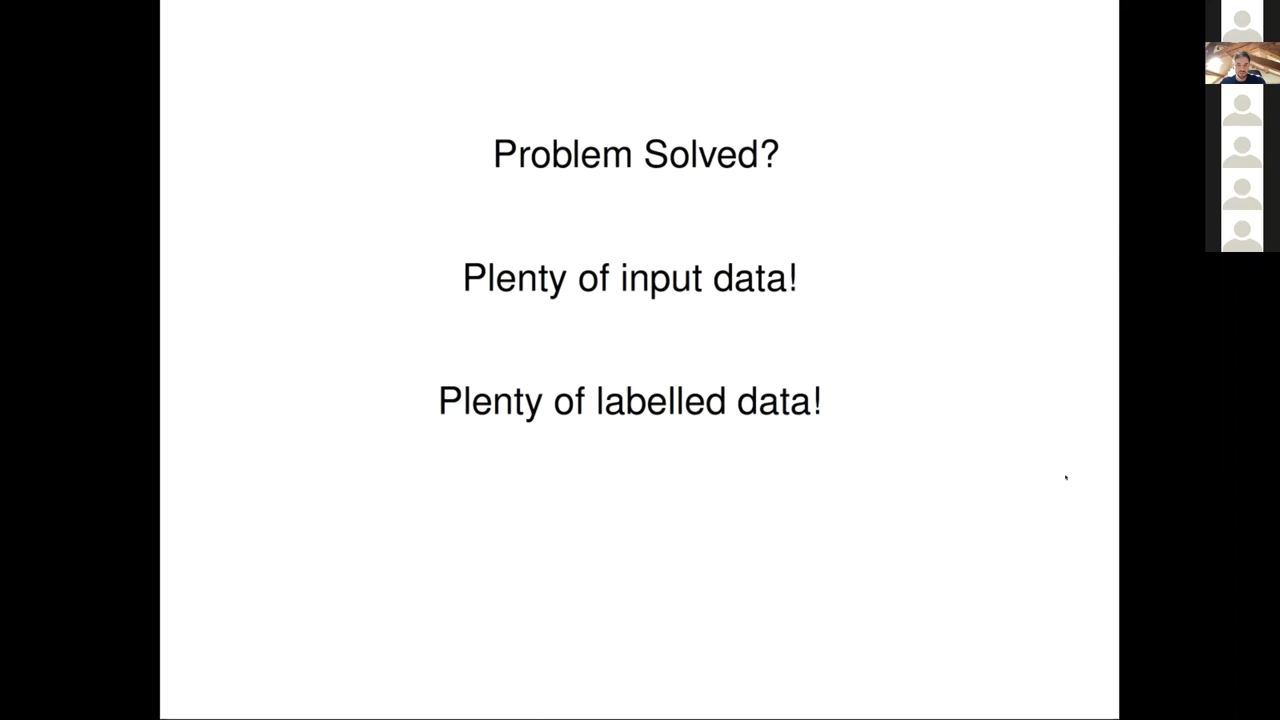 Problem Solved?
Plenty of input data!
Plenty of labelled data!